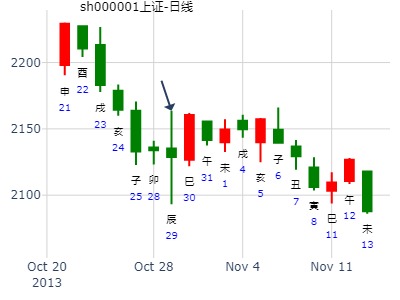 sh000001上证-日线
2200
2150
2100
申
21
酉
22
戌
23
亥
24
子
25
卯
28
辰
29
巳
30
午
31
未
1
戌
4
亥
5
子
6
丑
7
寅
8
巳
11
午
12
未
13
Oct 20
2013
Oct 28
Nov 4
Nov 11